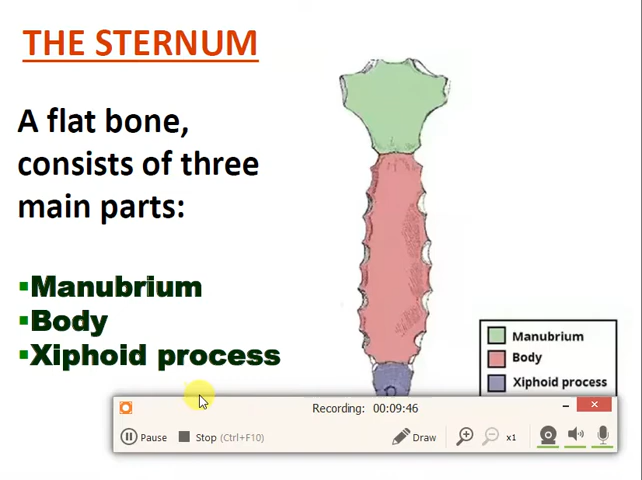 THE STERNUM
A flat bone,
consists of three
main parts:
▪Manubrium
▪Body
▪Xiphoid process
Manubrium
Body
Xiphoid process
Recording: 00:09:46
Pause
Stop (Ctrl+F10)
Draw
x1